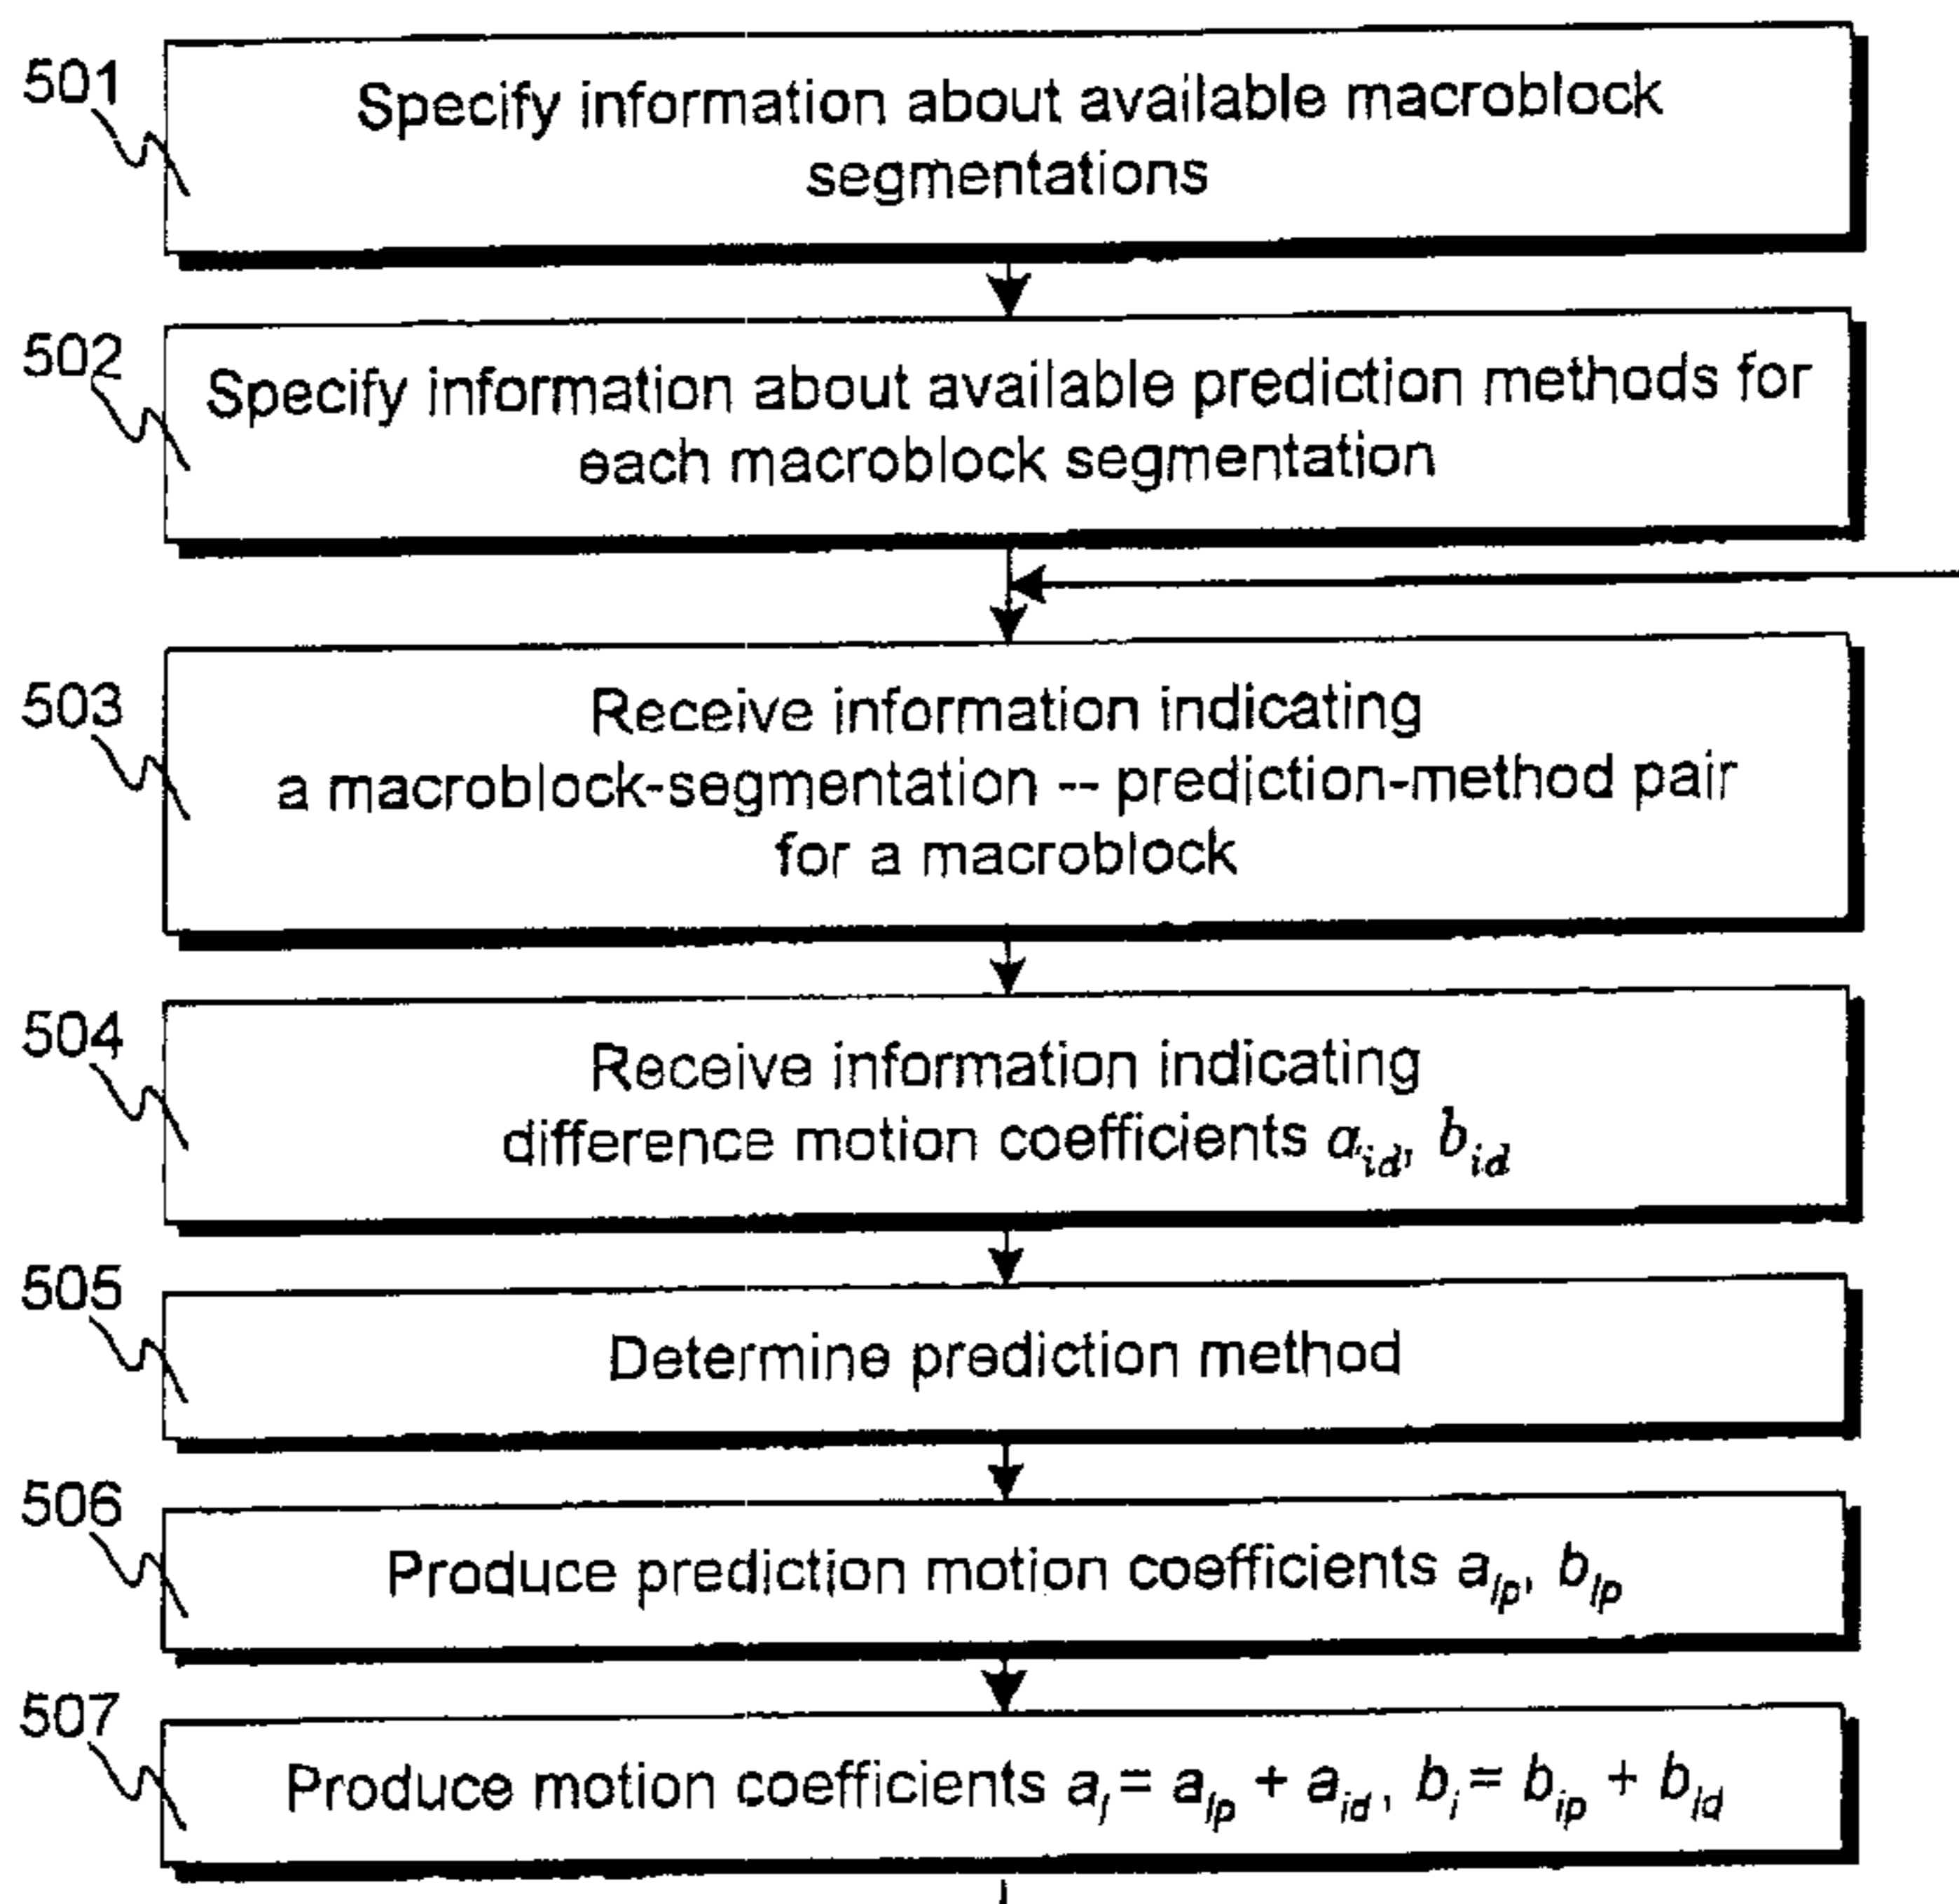 501
Specify information about available macroblock
segmentations
502
Specify information about available prediction methods for
each macroblock segmentation
503
Receive information indicating
a macroblock-segmentation -- prediction-method pair
for a macroblock
504
Receive information indicating
difference motion coefficients a_id, b_id
505
Determine prediction method
506
Produce prediction motion coefficients a_ip, b_ip
507
Produce motion coefficients a_i = a_ip + a_id, b_i = b_ip + b_id